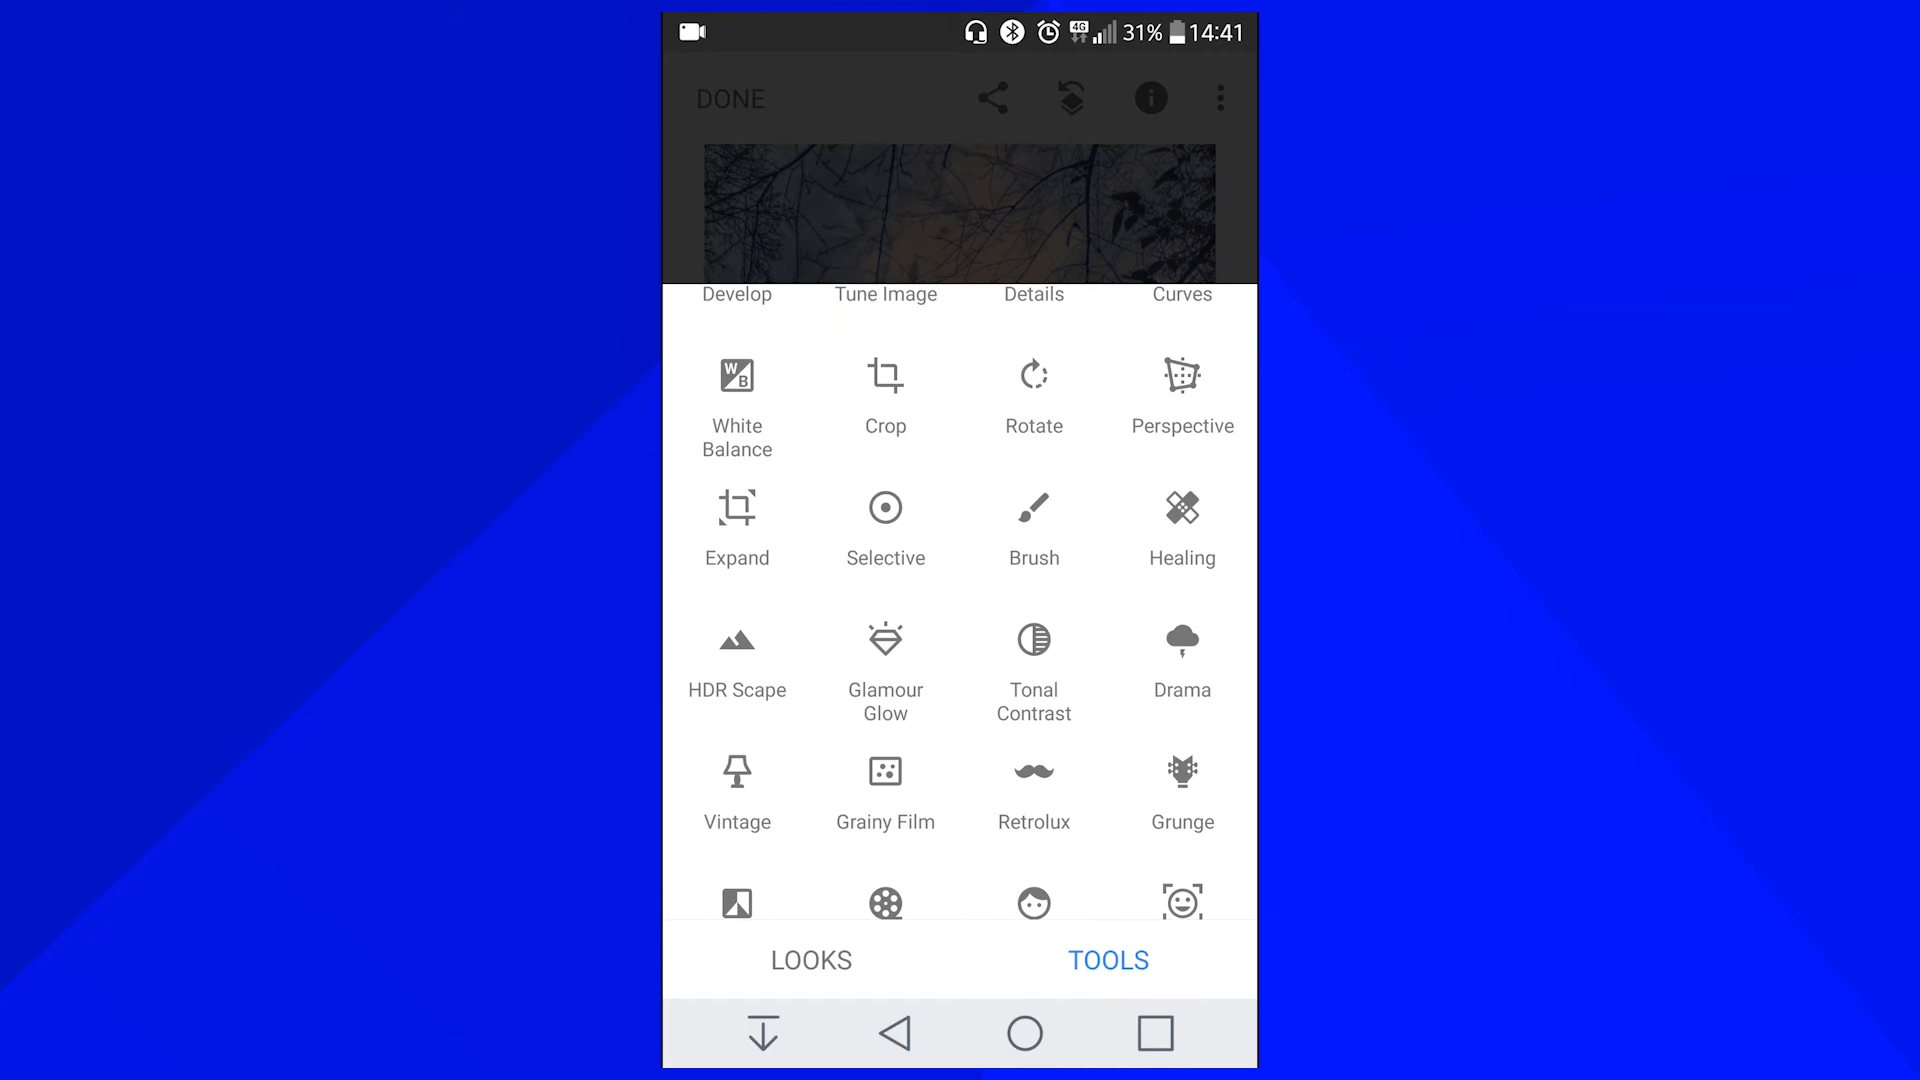 4G 31% 14:41
DONE
Develop Tune Image Details Curves
W B
White Balance Crop Rotate Perspective
Expand Selective Brush Healing
HDR Scape Glamour Glow Tonal Contrast Drama
Vintage Grainy Film Retrolux Grunge
LOOKS TOOLS